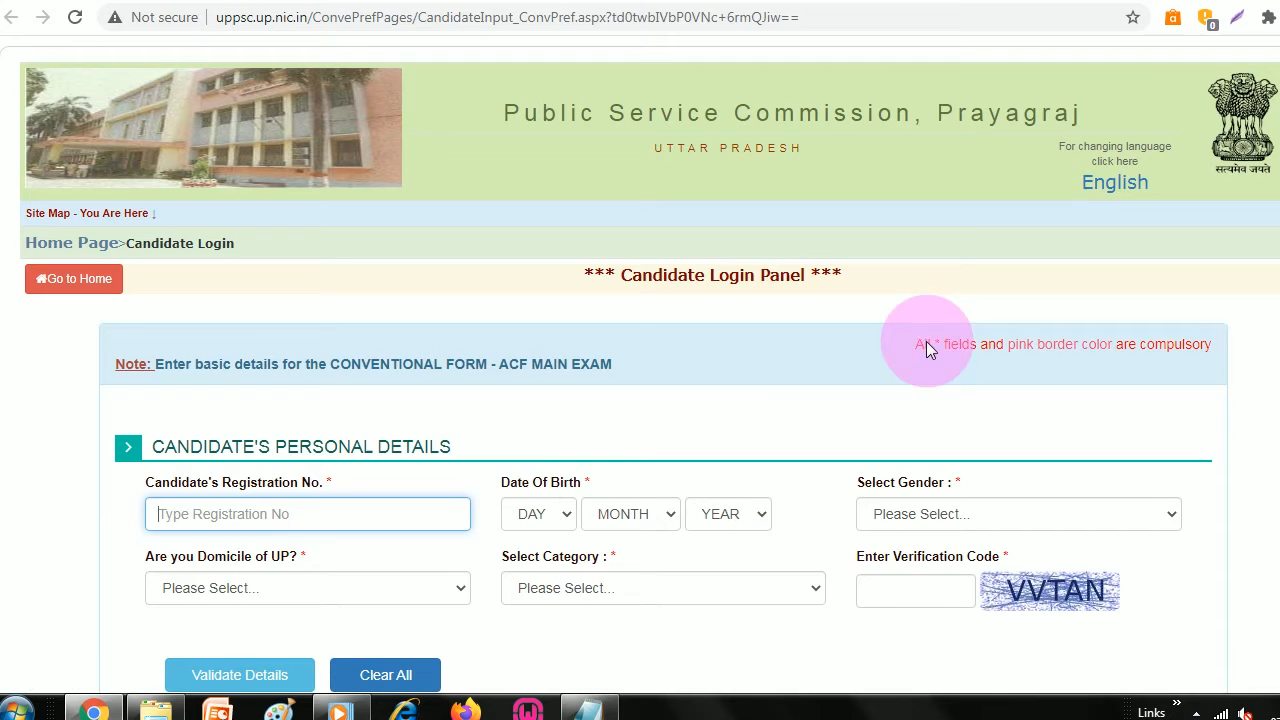 Not secure
uppsc.up.nic.in/ConvePrefPages/CandidateInput_ConvPref.aspx?td0twbIVbP0VNc+6rmQJiw==
0
Public Service Commission, Prayagraj
UTTAR PRADESH
For changing language
click here
English
सत्यमेव जयते
Site Map - You Are Here ↓
Home Page>Candidate Login
Go to Home
*** Candidate Login Panel ***
All * fields and pink border color are compulsory
Note: Enter basic details for the CONVENTIONAL FORM - ACF MAIN EXAM
CANDIDATE'S PERSONAL DETAILS
Candidate's Registration No. *
Date Of Birth *
Select Gender : *
Type Registration No
DAY
MONTH
YEAR
Please Select...
Are you Domicile of UP? *
Select Category : *
Enter Verification Code *
Please Select...
Please Select...
VVTAN
Validate Details
Clear All
Links